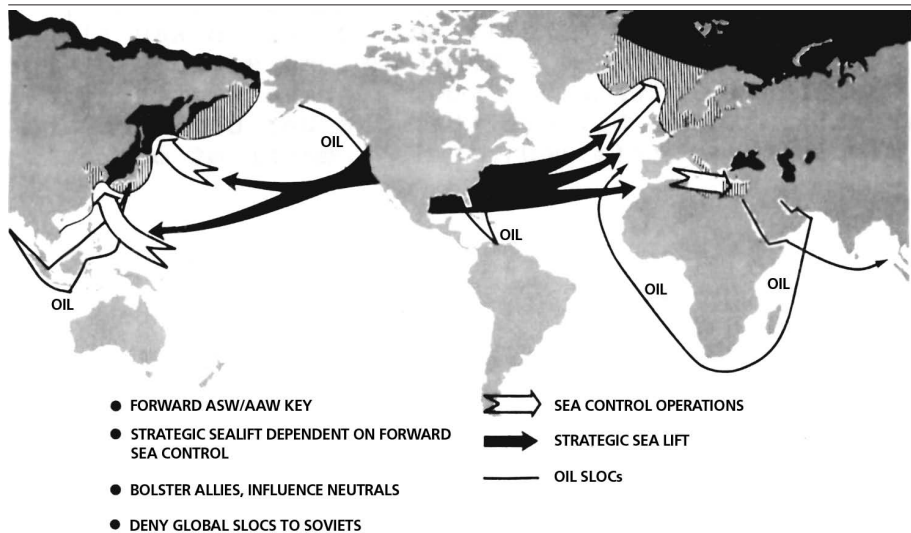 OIL
OIL
OIL
OIL
OIL
● FORWARD ASW/AAW KEY
● STRATEGIC SEALIFT DEPENDENT ON FORWARD
SEA CONTROL
● BOLSTER ALLIES, INFLUENCE NEUTRALS
● DENY GLOBAL SLOCS TO SOVIETS
SEA CONTROL OPERATIONS
STRATEGIC SEA LIFT
OIL SLOCs